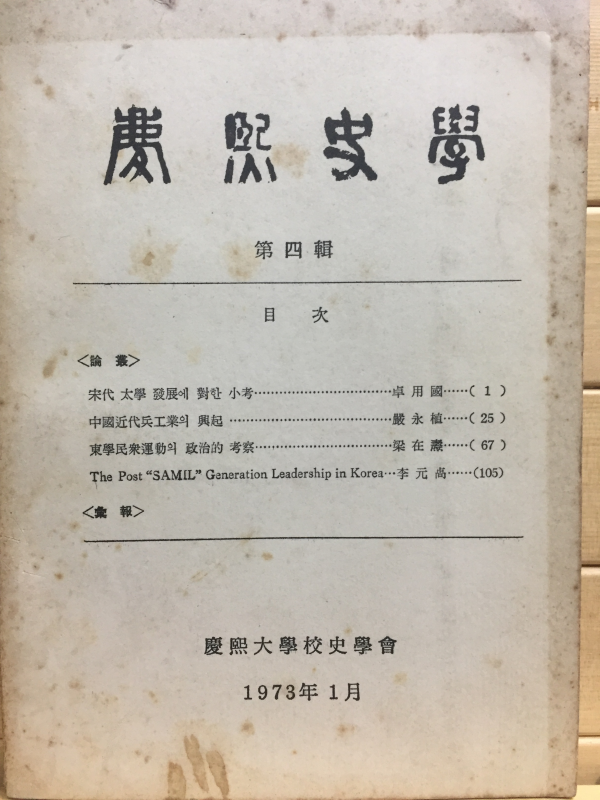 慶熙史學
第四輯
目 次
<論 叢>
宋代 太學 發展에 對한 小考……………………………卓 用 國……( 1 )
中國近代兵工業의 興起 ………………………………嚴 永 植……( 25 )
東學民衆運動의 政治的 考察…………………………梁 在 ……( 67 )
The Post “SAMIL” Generation Leadership in Korea…李 元 卨……(105)
<彙 報>
慶熙大學校史學會
1973年 1月